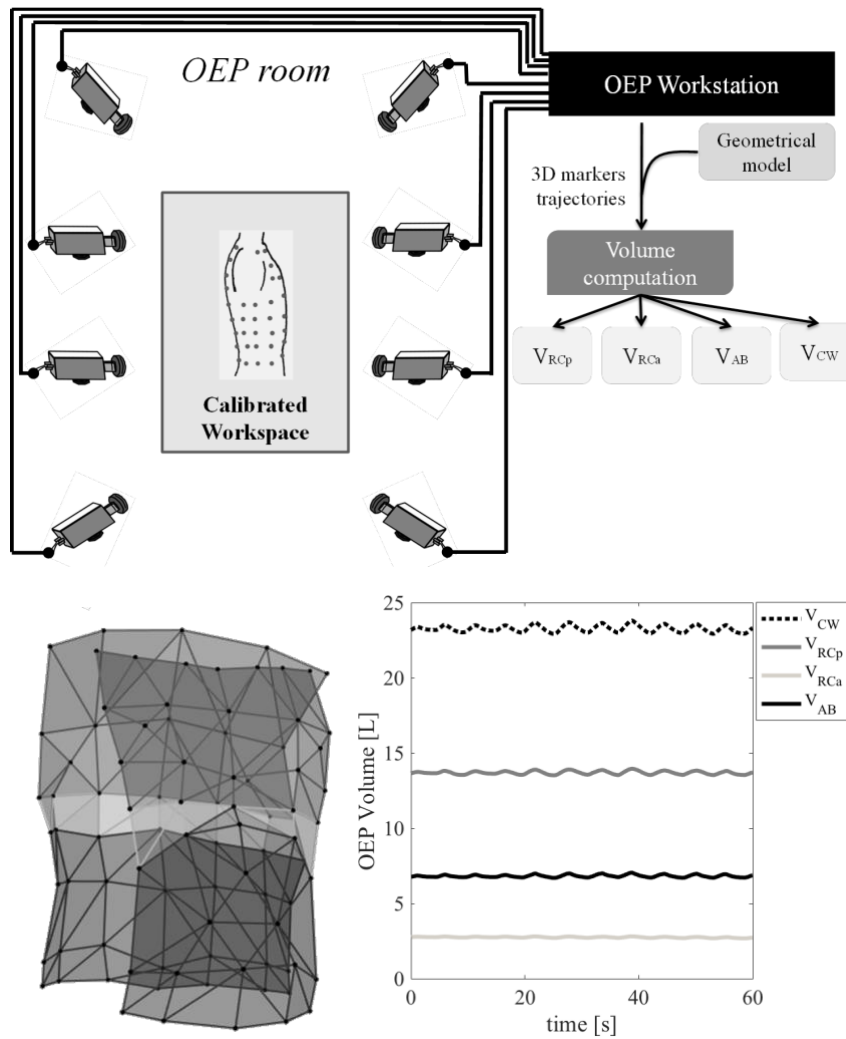 OEP room
OEP Workstation
Geometrical
model
3D markers
trajectories
Volume
computation
VRCp
VRCa
VAB
VCW
Calibrated
Workspace
25
20
15
10
5
0
0
20
40
60
OEP Volume [L]
time [s]
VCW
VRCp
VRCa
VAB